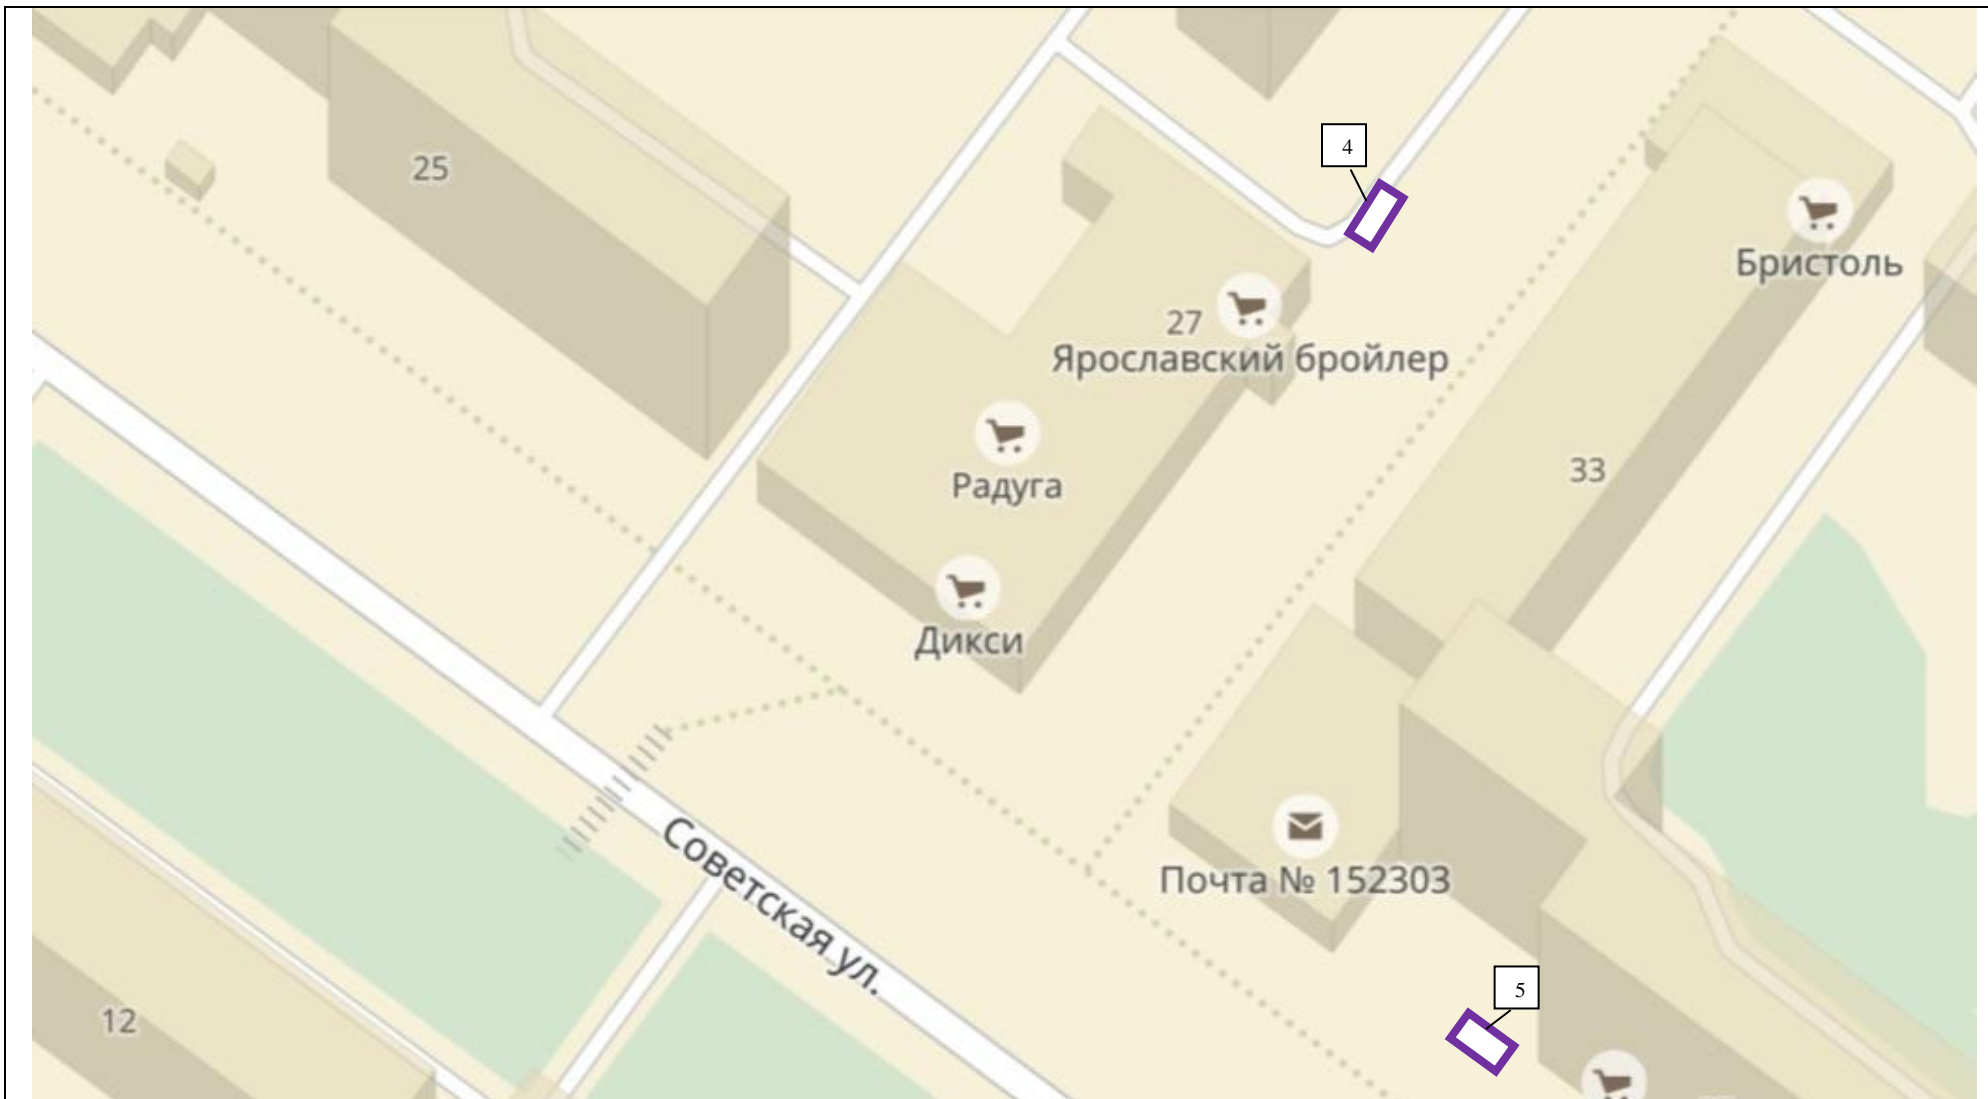 4
25
Бристоль
27
Ярославский бройлер
33
Радуга
Дикси
Советская ул.
Почта № 152303
5
12